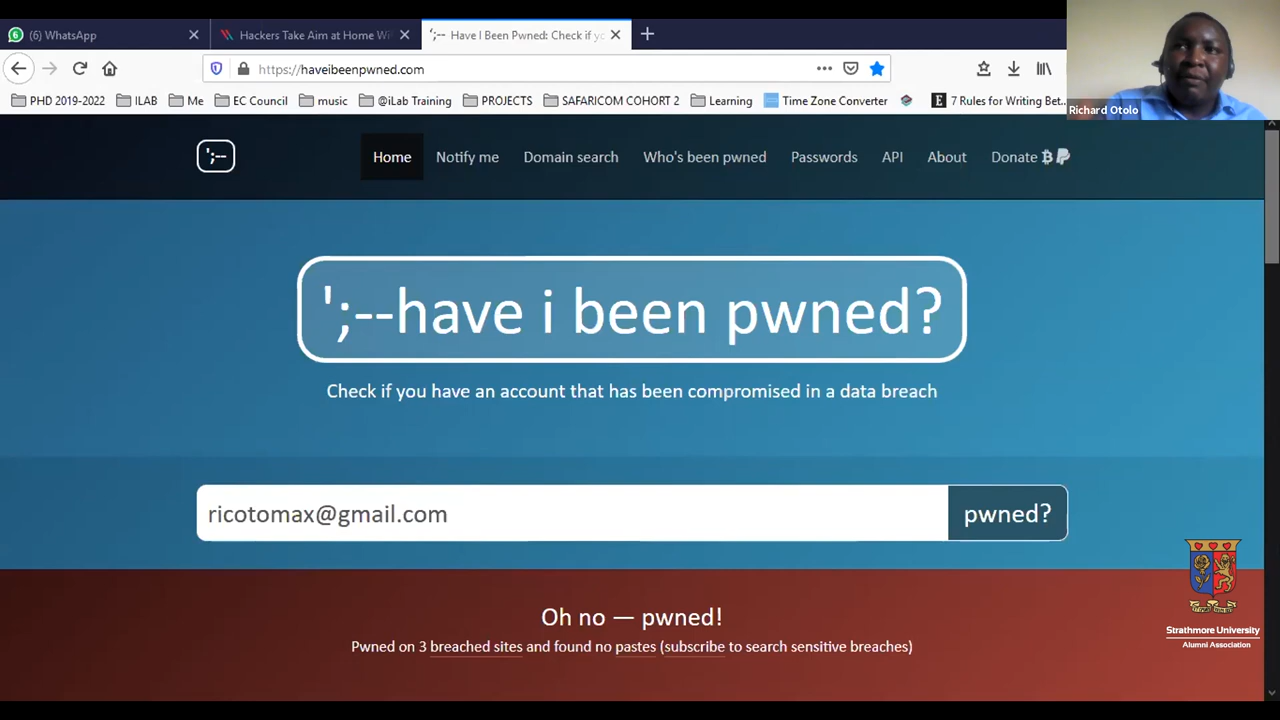 (6) WhatsApp
Hackers Take Aim at Home Wi
';-- Have I Been Pwned: Check if yo
https://haveibeenpwned.com
PHD 2019-2022 ILAB Me EC Council music @iLab Training PROJECTS SAFARICOM COHORT 2 Learning Time Zone Converter 7 Rules for Writing Bet...
Richard Otolo
';-- Home Notify me Domain search Who's been pwned Passwords API About Donate
';--have i been pwned?
Check if you have an account that has been compromised in a data breach
ricotomax@gmail.com pwned?
Oh no — pwned!
Pwned on 3 breached sites and found no pastes (subscribe to search sensitive breaches)
Strathmore University
Alumni Association